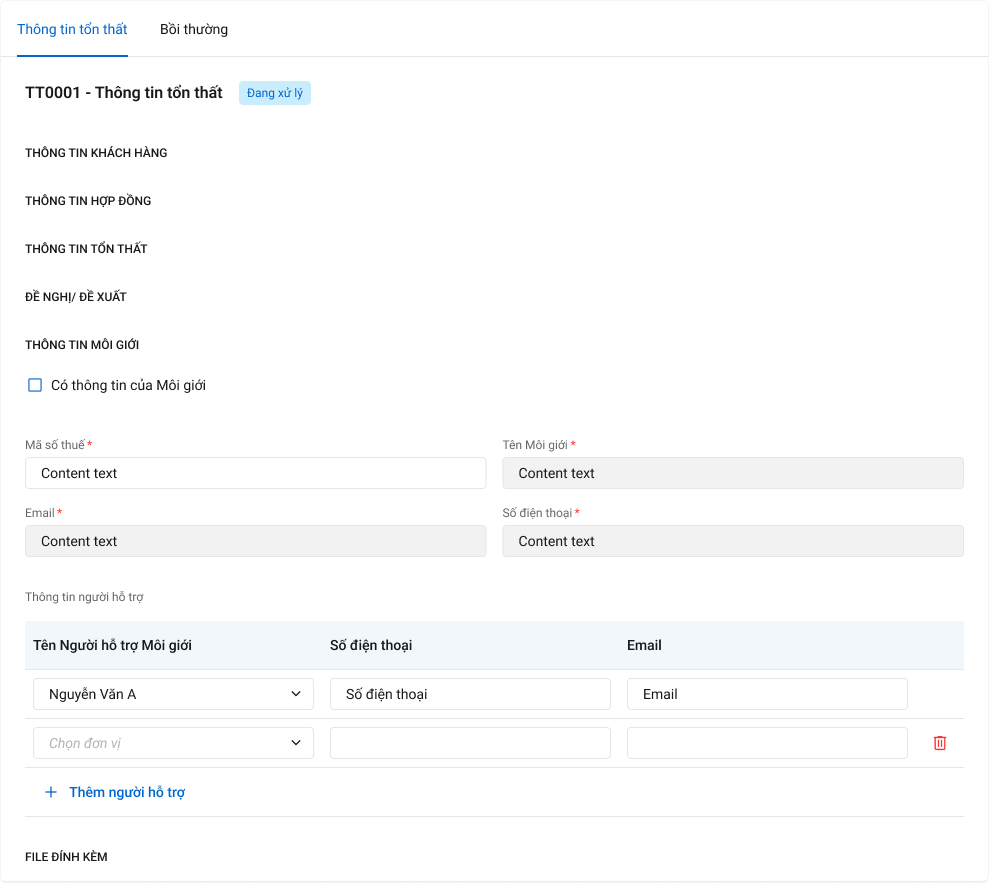 Thông tin tổn thất Bồi thường
TT0001 - Thông tin tổn thất Đang xử lý
THÔNG TIN KHÁCH HÀNG
THÔNG TIN HỢP ĐỒNG
THÔNG TIN TỔN THẤT
ĐỀ NGHỊ/ ĐỀ XUẤT
THÔNG TIN MÔI GIỚI
Có thông tin của Môi giới
Mã số thuế * Tên Môi giới *
Content text Content text
Email * Số điện thoại *
Content text Content text
Thông tin người hỗ trợ
Tên Người hỗ trợ Môi giới Số điện thoại Email
Nguyễn Văn A Số điện thoại Email
Chọn đơn vị
Thêm người hỗ trợ
FILE ĐÍNH KÈM